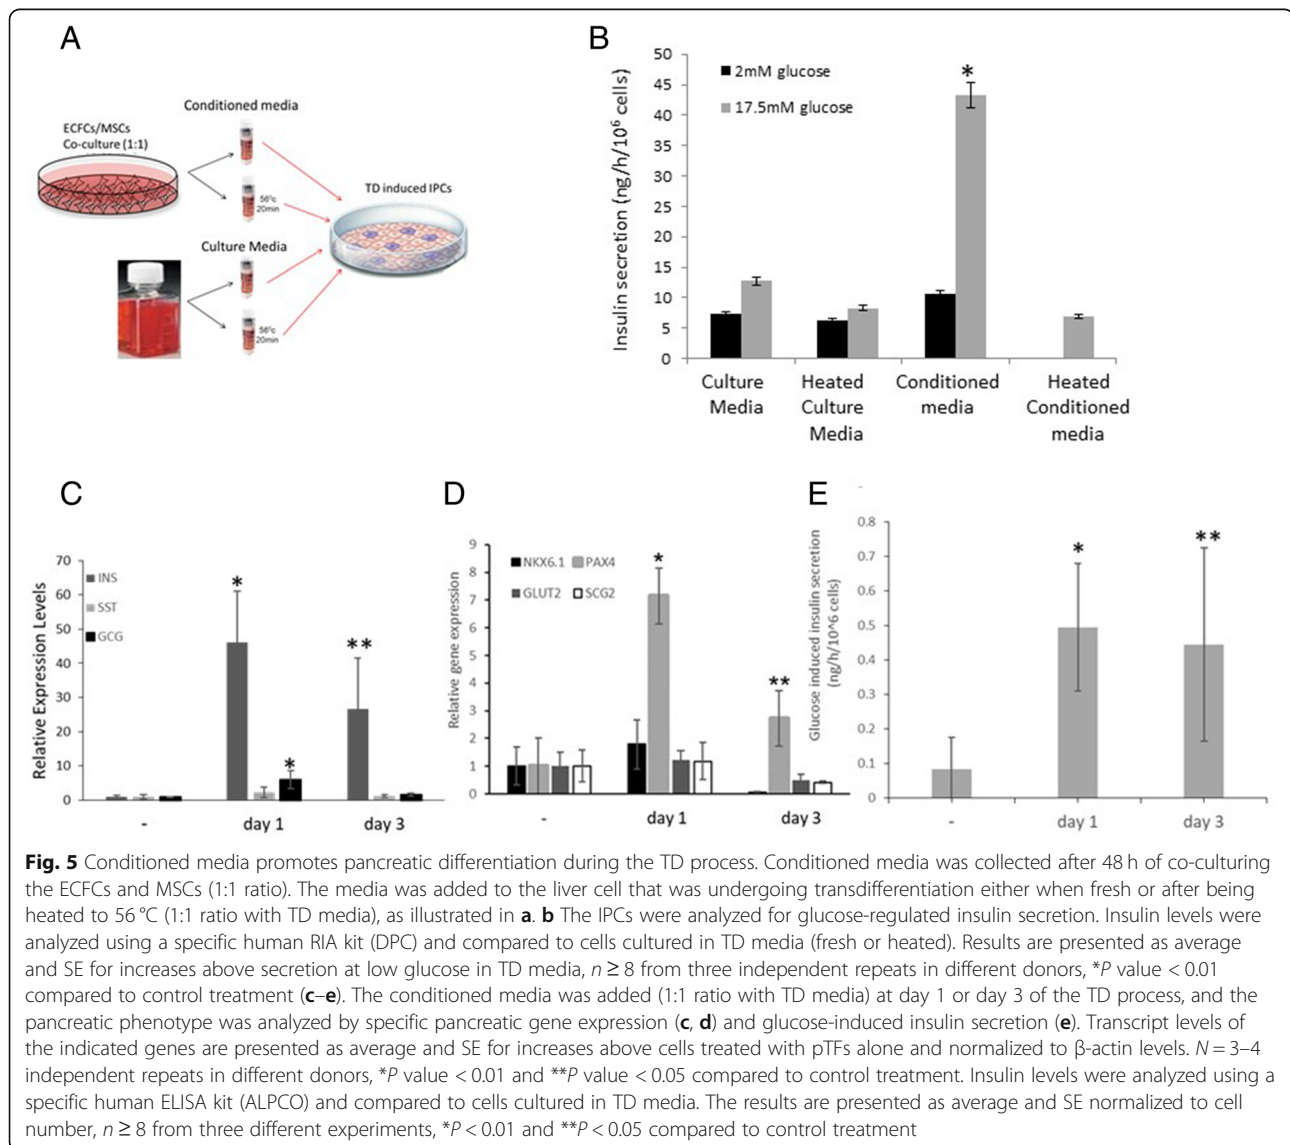 A
Conditioned media
ECFCs/MSCs
Co-culture (1:1)
56°c
20min
TD induced IPCs
Culture Media
56°c
20min
B
Insulin secretion (ng/h/10⁶ cells)
50
45
40
35
30
25
20
15
10
5
0
2mM glucose
17.5mM glucose
*
Culture
Media
Heated
Culture
Media
Conditioned
media
Heated
Conditioned
media
C
Relative Expression Levels
70
60
50
40
30
20
10
0
INS
SST
GCG
*
*
**
-
day 1
day 3
D
Relative gene expression
9
8
7
6
5
4
3
2
1
0
NKX6.1 PAX4
GLUT2 SCG2
*
**
-
day 1
day 3
E
Glucose induced insulin secretion
(ng/h/10^6 cells)
0.8
0.7
0.6
0.5
0.4
0.3
0.2
0.1
0
*
**
-
day 1
day 3
Fig. 5 Conditioned media promotes pancreatic differentiation during the TD process. Conditioned media was collected after 48 h of co-culturing
the ECFCs and MSCs (1:1 ratio). The media was added to the liver cell that was undergoing transdifferentiation either when fresh or after being
heated to 56 °C (1:1 ratio with TD media), as illustrated in a. b The IPCs were analyzed for glucose-regulated insulin secretion. Insulin levels were
analyzed using a specific human RIA kit (DPC) and compared to cells cultured in TD media (fresh or heated). Results are presented as average
and SE for increases above secretion at low glucose in TD media, n ≥ 8 from three independent repeats in different donors, *P value < 0.01
compared to control treatment (c–e). The conditioned media was added (1:1 ratio with TD media) at day 1 or day 3 of the TD process, and the
pancreatic phenotype was analyzed by specific pancreatic gene expression (c, d) and glucose-induced insulin secretion (e). Transcript levels of
the indicated genes are presented as average and SE for increases above cells treated with pTFs alone and normalized to β-actin levels. N = 3–4
independent repeats in different donors, *P value < 0.01 and **P value < 0.05 compared to control treatment. Insulin levels were analyzed using a
specific human ELISA kit (ALPCO) and compared to cells cultured in TD media. The results are presented as average and SE normalized to cell
number, n ≥ 8 from three different experiments, *P < 0.01 and **P < 0.05 compared to control treatment